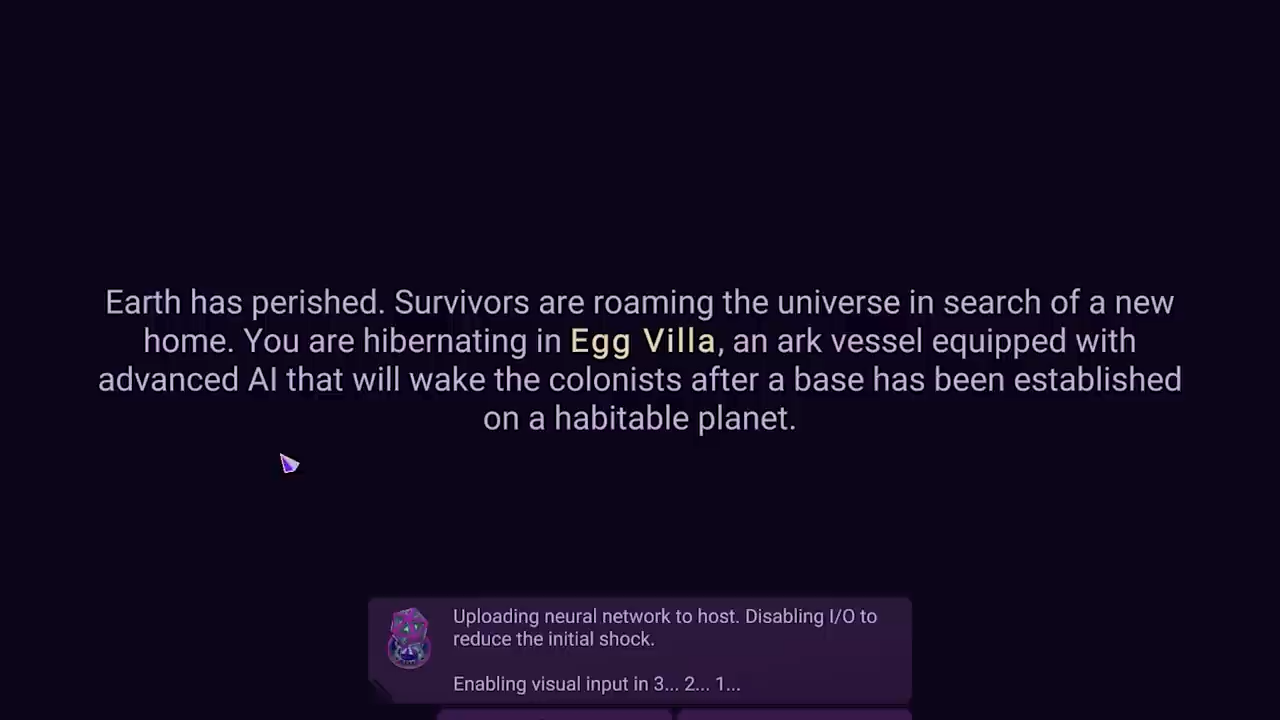 Earth has perished. Survivors are roaming the universe in search of a new
home. You are hibernating in Egg Villa, an ark vessel equipped with
advanced AI that will wake the colonists after a base has been established
on a habitable planet.
Uploading neural network to host. Disabling I/O to
reduce the initial shock.
Enabling visual input in 3... 2... 1...